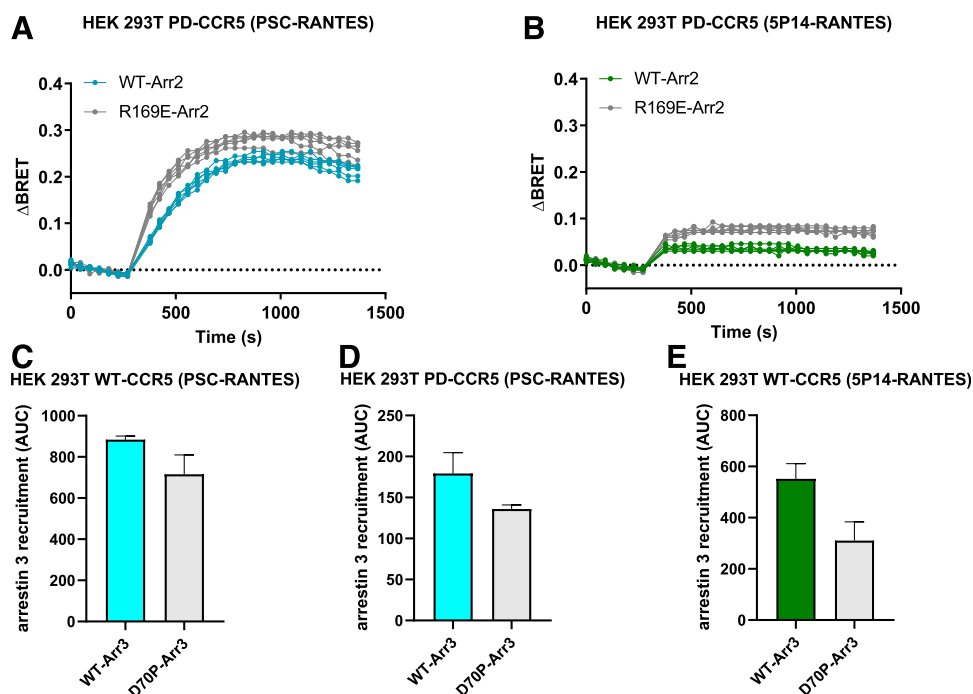 A
HEK 293T PD-CCR5 (PSC-RANTES)
WT-Arr2
R169E-Arr2
0.4
0.3
0.2
0.1
0.0
ΔBRET
0
500
1000
1500
Time (s)
B
HEK 293T PD-CCR5 (5P14-RANTES)
WT-Arr2
R169E-Arr2
0.4
0.3
0.2
0.1
0.0
ΔBRET
0
500
1000
1500
Time (s)
C
HEK 293T WT-CCR5 (PSC-RANTES)
arrestin 3 recruitment (AUC)
1000
800
600
400
200
0
WT-Arr3
D70P-Arr3
D
HEK 293T PD-CCR5 (PSC-RANTES)
arrestin 3 recruitment (AUC)
250
200
150
100
50
0
WT-Arr3
D70P-Arr3
E
HEK 293T WT-CCR5 (5P14-RANTES)
arrestin 3 recruitment (AUC)
800
600
400
200
0
WT-Arr3
D70P-Arr3